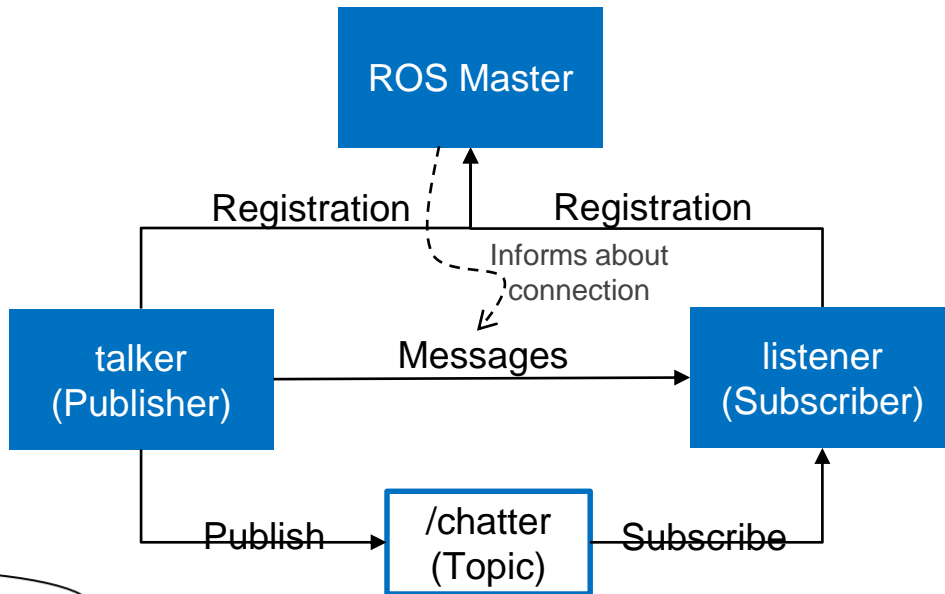 ROS Master
Registration
Registration
Informs about
connection
talker
(Publisher)
Messages
listener
(Subscriber)
Publish
/chatter
(Topic)
Subscribe